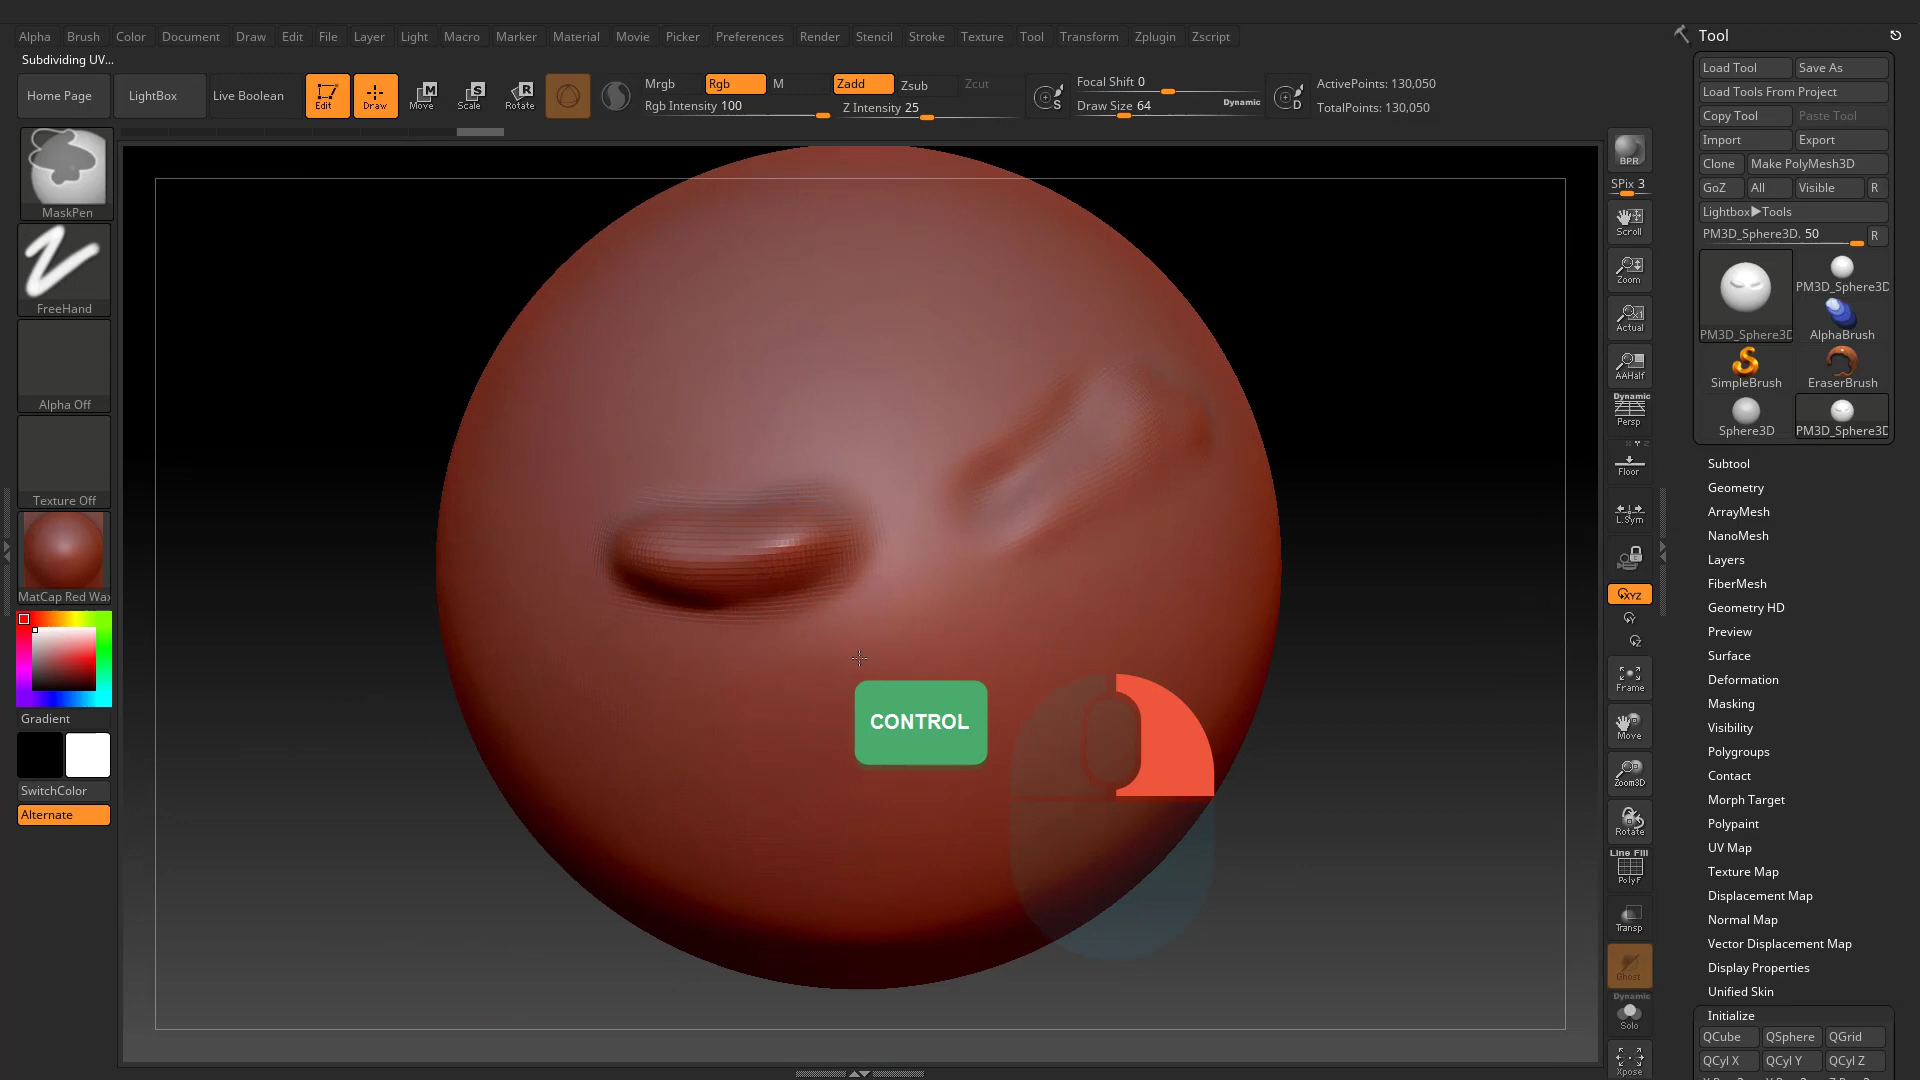 Alpha Brush Color Document Draw Edit File Layer Light Macro Marker Material Movie Picker Preferences Render Stencil Stroke Texture Tool Transform Zplugin Zscript
Tool
Subdividing UV...
Home Page
LightBox
Live Boolean
Edit
Draw
Move
Scale
Rotate
Mrgb
Rgb
M
Rgb Intensity 100
Zadd
Zsub
Zcut
Z Intensity 25
S
Focal Shift 0
Draw Size 64
Dynamic
D
ActivePoints: 130,050
TotalPoints: 130,050
MaskPen
FreeHand
Alpha Off
Texture Off
MatCap Red Wax
Gradient
SwitchColor
Alternate
CONTROL
BPR
SPix 3
Scroll
Zoom
Actual
AAHalf
Dynamic
Persp
Floor
L.Sym
XYZ
Frame
Move
Zoom3D
Rotate
Line Fill
PolyF
Transp
Ghost
Dynamic
Solo
Xpose
Load Tool
Save As
Load Tools From Project
Copy Tool
Paste Tool
Import
Export
Clone
Make PolyMesh3D
GoZ
All
Visible
R
Lightbox▶Tools
PM3D_Sphere3D. 50
R
PM3D_Sphere3D
PM3D_Sphere3D
AlphaBrush
SimpleBrush
EraserBrush
Sphere3D
PM3D_Sphere3D
Subtool
Geometry
ArrayMesh
NanoMesh
Layers
FiberMesh
Geometry HD
Preview
Surface
Deformation
Masking
Visibility
Polygroups
Contact
Morph Target
Polypaint
UV Map
Texture Map
Displacement Map
Normal Map
Vector Displacement Map
Display Properties
Unified Skin
Initialize
QCube
QSphere
QGrid
QCyl X
QCyl Y
QCyl Z